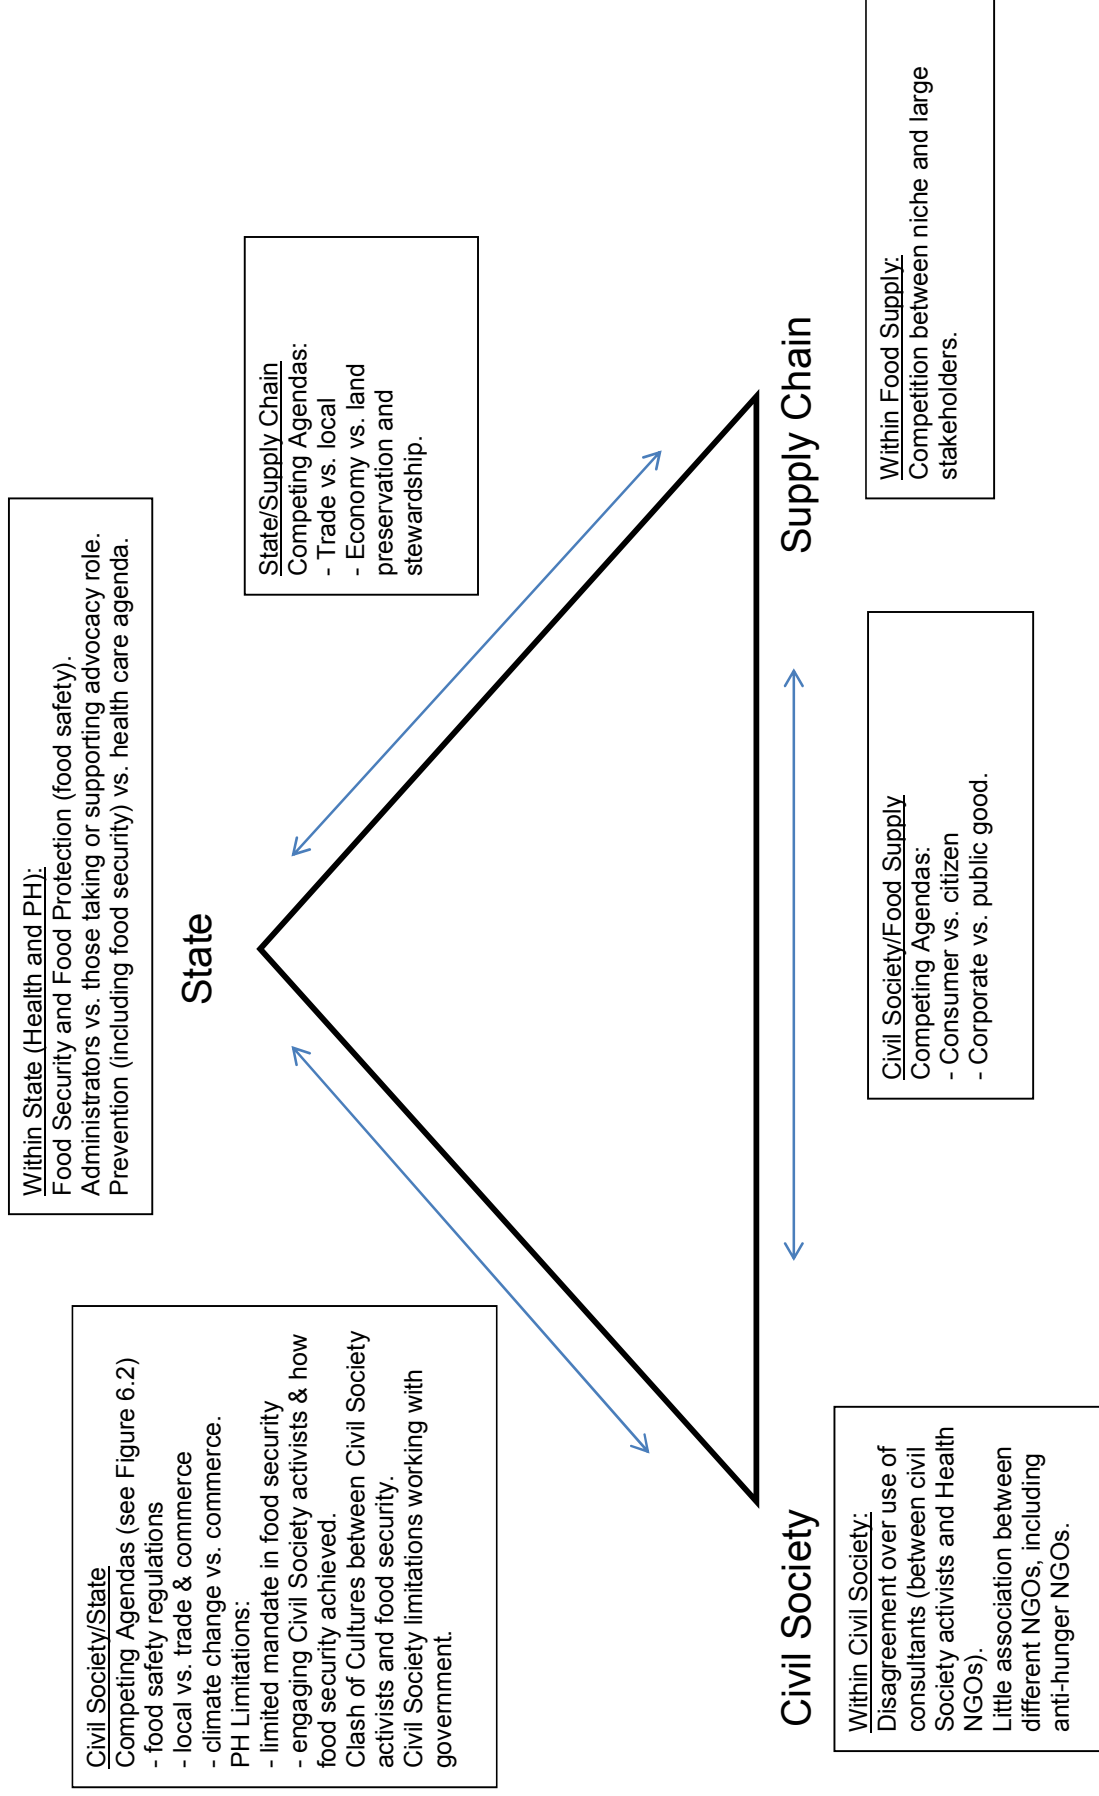 Within State (Health and PH):
Food Security and Food Protection (food safety).
Administrators vs. those taking or supporting advocacy role.
Prevention (including food security) vs. health care agenda.
Civil Society/State
Competing Agendas (see Figure 6.2)
- food safety regulations
- local vs. trade & commerce
- climate change vs. commerce.
PH Limitations:
- limited mandate in food security
- engaging Civil Society activists & how
food security achieved.
Clash of Cultures between Civil Society
activists and food security.
Civil Society limitations working with
government.
State
State/Supply Chain
Competing Agendas:
- Trade vs. local
- Economy vs. land
preservation and
stewardship.
Civil Society
Supply Chain
Within Civil Society:
Disagreement over use of
consultants (between civil
Society activists and Health
NGOs).
Little association between
different NGOs, including
anti-hunger NGOs.
Civil Society/Food Supply
Competing Agendas:
- Consumer vs. citizen
- Corporate vs. public good.
Within Food Supply:
Competition between niche and large
stakeholders.